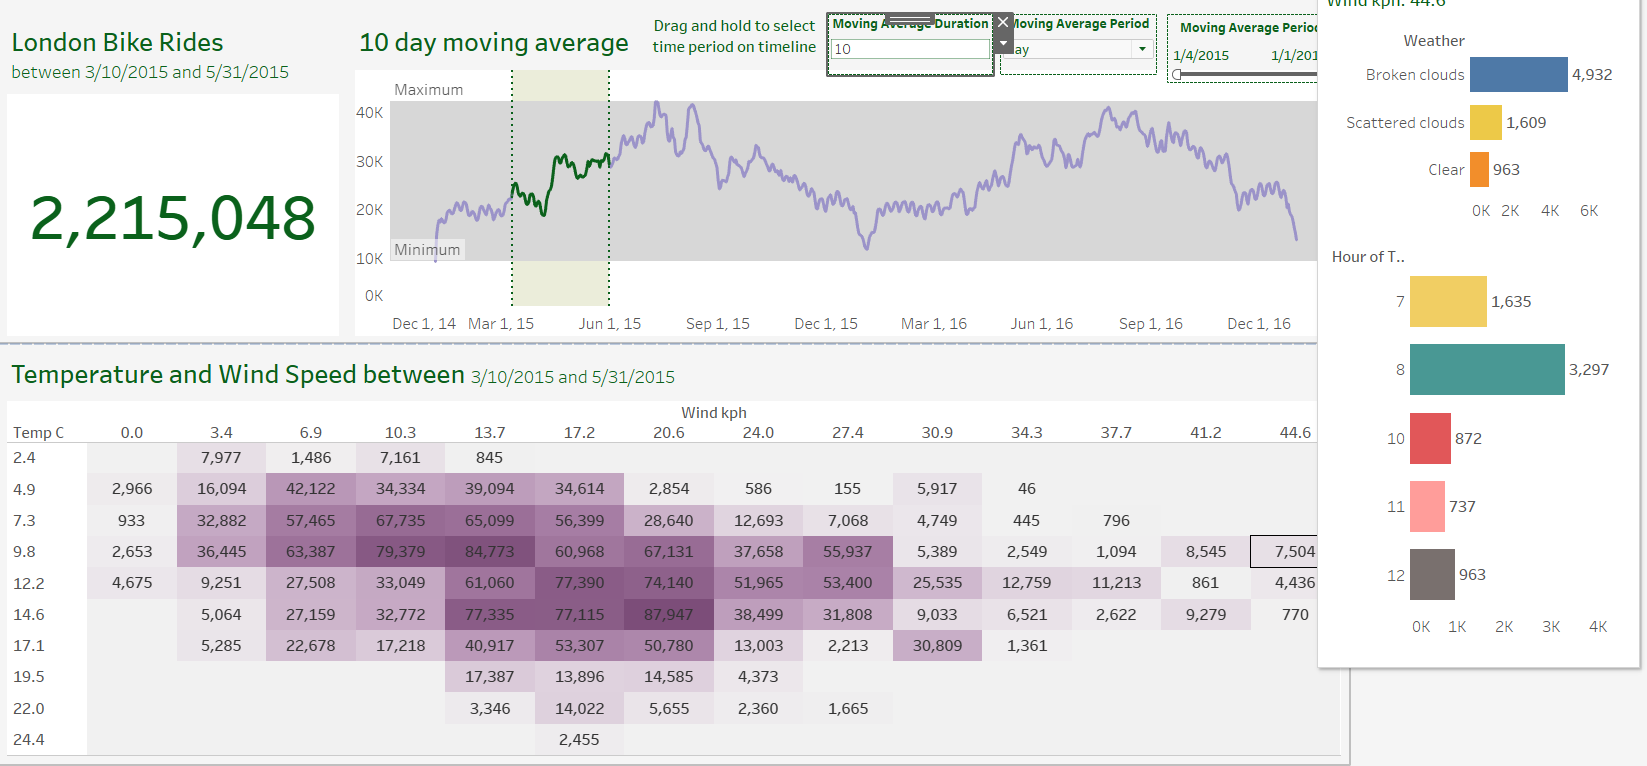 London Bike Rides
between 3/10/2015 and 5/31/2015
2,215,048
10 day moving average
Drag and hold to select
time period on timeline
Moving Average Duration
10
Moving Average Period
ay
Moving Average Perio
1/4/2015 1/1/201
Maximum
40K
30K
20K
Minimum
10K
0K
Dec 1, 14 Mar 1, 15 Jun 1, 15 Sep 1, 15 Dec 1, 15 Mar 1, 16 Jun 1, 16 Sep 1, 16 Dec 1, 16
Temperature and Wind Speed between 3/10/2015 and 5/31/2015
Wind kph
Temp C 0.0 3.4 6.9 10.3 13.7 17.2 20.6 24.0 27.4 30.9 34.3 37.7 41.2 44.6
2.4 7,977 1,486 7,161 845
4.9 2,966 16,094 42,122 34,334 39,094 34,614 2,854 586 155 5,917 46
7.3 933 32,882 57,465 67,735 65,099 56,399 28,640 12,693 7,068 4,749 445 796
9.8 2,653 36,445 63,387 79,379 84,773 60,968 67,131 37,658 55,937 5,389 2,549 1,094 8,545 7,504
12.2 4,675 9,251 27,508 33,049 61,060 77,390 74,140 51,965 53,400 25,535 12,759 11,213 861 4,436
14.6 5,064 27,159 32,772 77,335 77,115 87,947 38,499 31,808 9,033 6,521 2,622 9,279 770
17.1 5,285 22,678 17,218 40,917 53,307 50,780 13,003 2,213 30,809 1,361
19.5 17,387 13,896 14,585 4,373
22.0 3,346 14,022 5,655 2,360 1,665
24.4 2,455
Wind kph: 44.6
Weather
Broken clouds 4,932
Scattered clouds 1,609
Clear 963
0K 2K 4K 6K
Hour of T..
7 1,635
8 3,297
10 872
11 737
12 963
0K 1K 2K 3K 4K